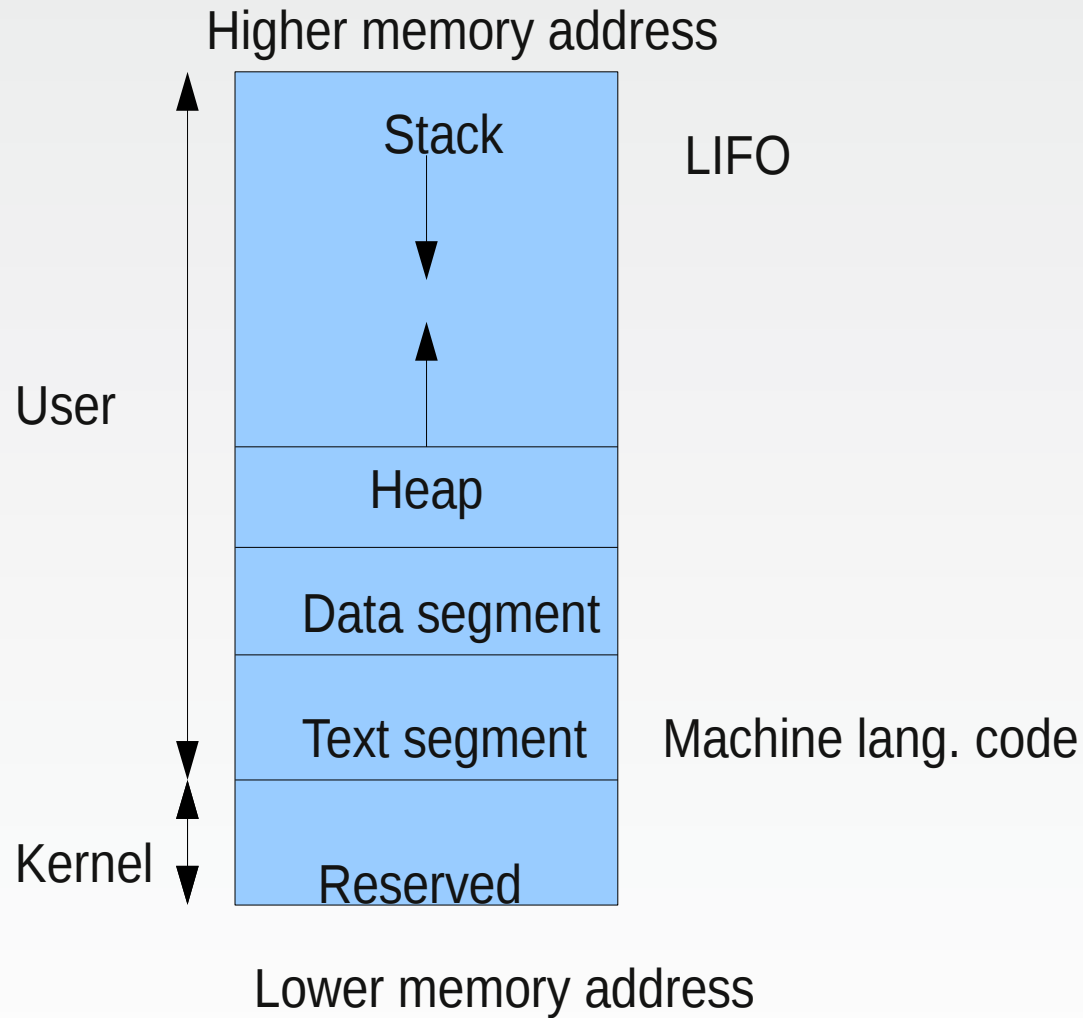 Higher memory address
Stack
LIFO
User
Heap
Data segment
Text segment
Machine lang. code
Kernel
Reserved
Lower memory address